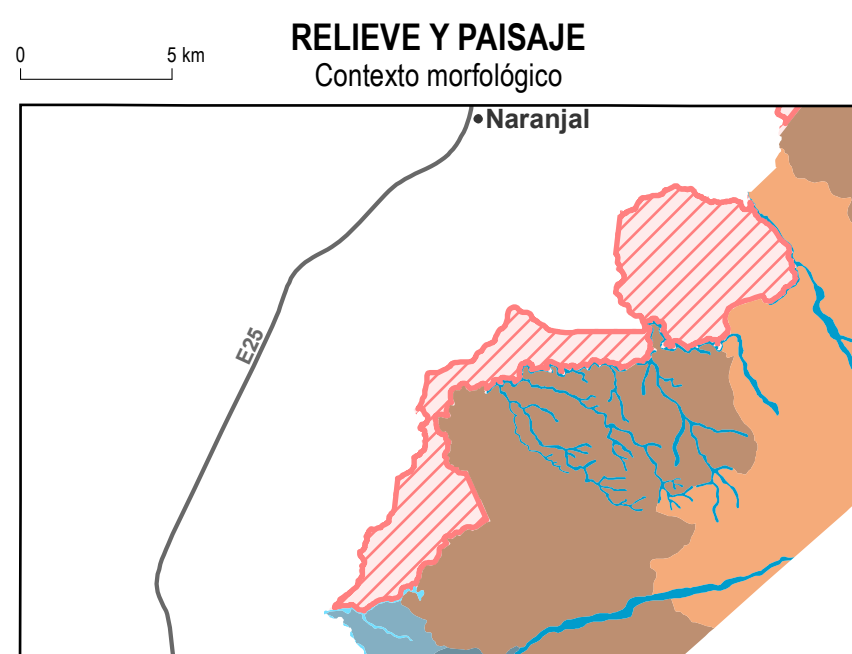 RELIEVE Y PAISAJE
0 5 km
Contexto morfológico
Naranjal
E25